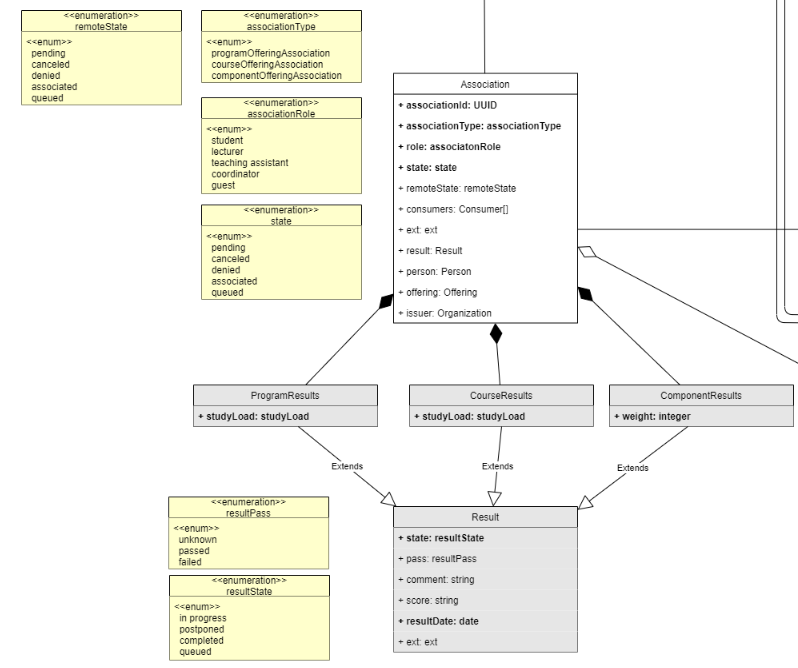 <<enumeration>>
remoteState
<<enum>>
pending
canceled
denied
associated
queued
<<enumeration>>
associationType
<<enum>>
programOfferingAssociation
courseOfferingAssociation
componentOfferingAssociation
<<enumeration>>
associationRole
<<enum>>
student
lecturer
teaching assistant
coordinator
guest
<<enumeration>>
state
<<enum>>
pending
canceled
denied
associated
queued
Association
+ associationId: UUID
+ associationType: associationType
+ role: associatonRole
+ state: state
+ remoteState: remoteState
+ consumers: Consumer[]
+ ext: ext
+ result: Result
+ person: Person
+ offering: Offering
+ issuer: Organization
ProgramResults
+ studyLoad: studyLoad
CourseResults
+ studyLoad: studyLoad
ComponentResults
+ weight: integer
Extends
Extends
Extends
<<enumeration>>
resultPass
<<enum>>
unknown
passed
failed
<<enumeration>>
resultState
<<enum>>
in progress
postponed
completed
queued
Result
+ state: resultState
+ pass: resultPass
+ comment: string
+ score: string
+ resultDate: date
+ ext: ext